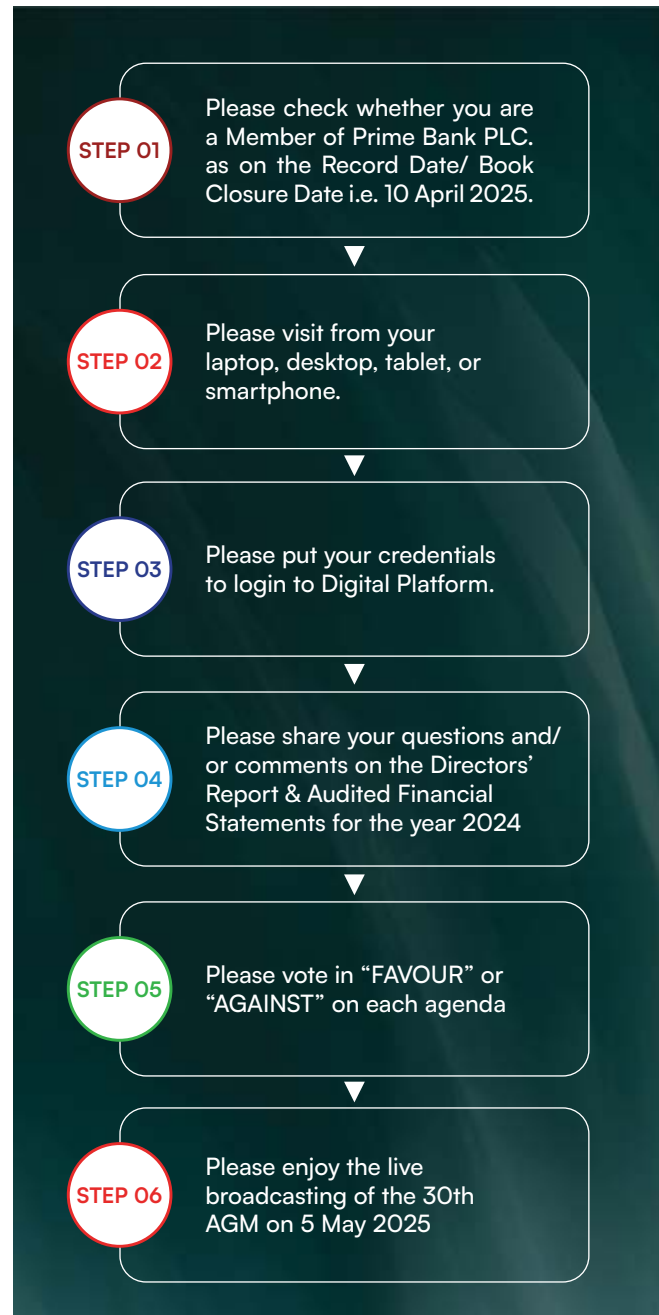 STEP 01
Please check whether you are
a Member of Prime Bank PLC.
as on the Record Date/ Book
Closure Date i.e. 10 April 2025.
STEP 02
Please visit from your
laptop, desktop, tablet, or
smartphone.
STEP 03
Please put your credentials
to login to Digital Platform.
STEP 04
Please share your questions and/
or comments on the Directors’
Report & Audited Financial
Statements for the year 2024
STEP 05
Please vote in “FAVOUR” or
“AGAINST” on each agenda
STEP 06
Please enjoy the live
broadcasting of the 30th
AGM on 5 May 2025